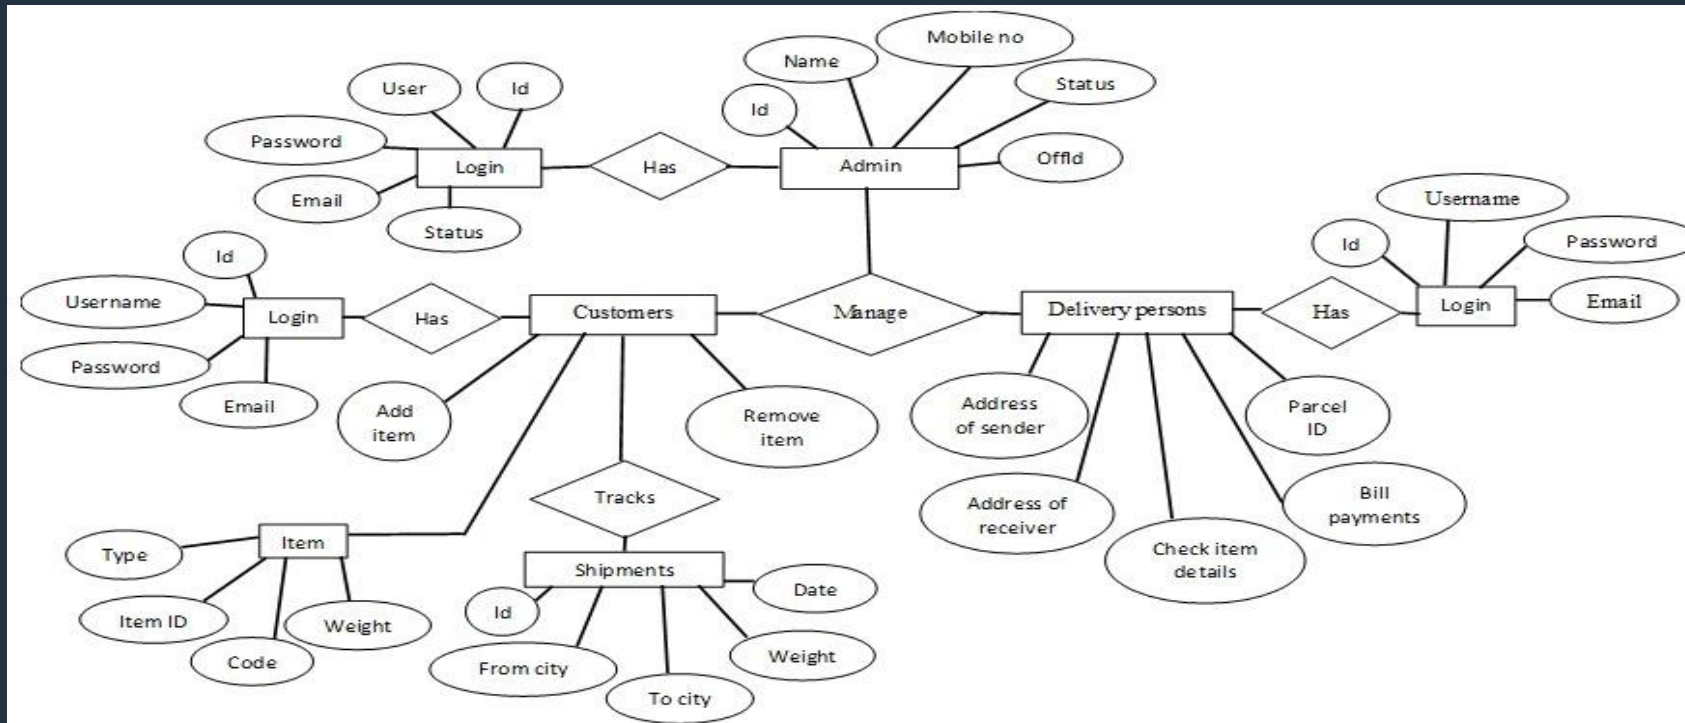 Mobile no
Name
Status
User
Id
Id
Password
Login
Has
Admin
OffId
Email
Status
Username
Id
Password
Id
Username
Login
Has
Customers
Manage
Delivery persons
Has
Login
Email
Password
Email
Add
item
Remove
item
Address
of sender
Parcel
ID
Tracks
Address of
receiver
Bill
payments
Type
Item
Check item
details
Shipments
Date
Id
Item ID
Weight
Code
From city
Weight
To city